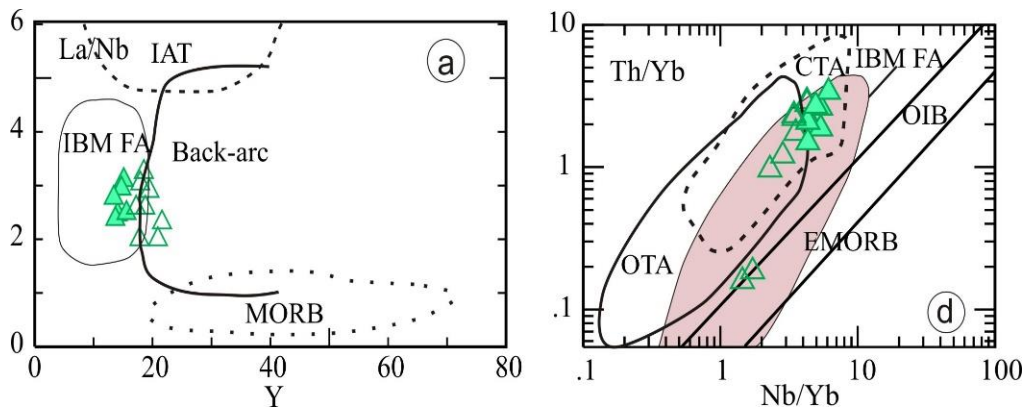 6
La/Nb
IAT
a
4
IBM FA
Back-arc
2
MORB
0
0
20
40
60
80
Y
10
Th/Yb
CTA
IBM FA
OIB
1
OTA
EMORB
.1
d
.1
1
10
100
Nb/Yb